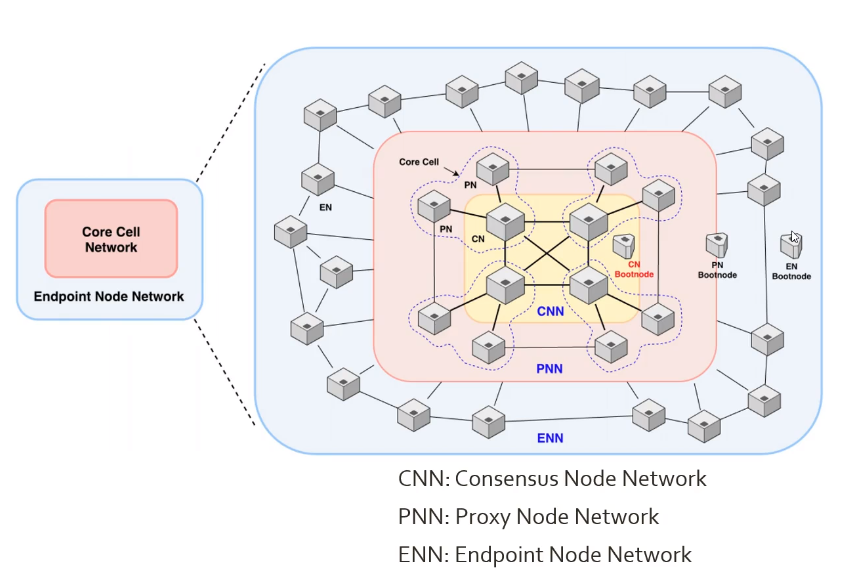 Core Cell
Network
Endpoint Node Network
Core Cell
PN
EN
PN
CN
CN
Bootnode
PN
Bootnode
EN
Bootnode
CNN
PNN
ENN
CNN: Consensus Node Network
PNN: Proxy Node Network
ENN: Endpoint Node Network